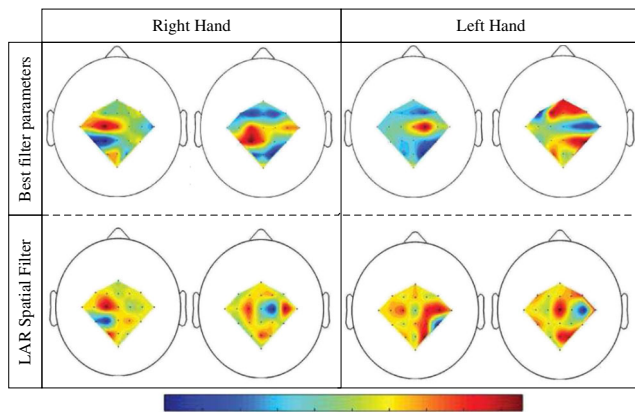 Right Hand
Left Hand
Best filter parameters
LAR Spatial Filter